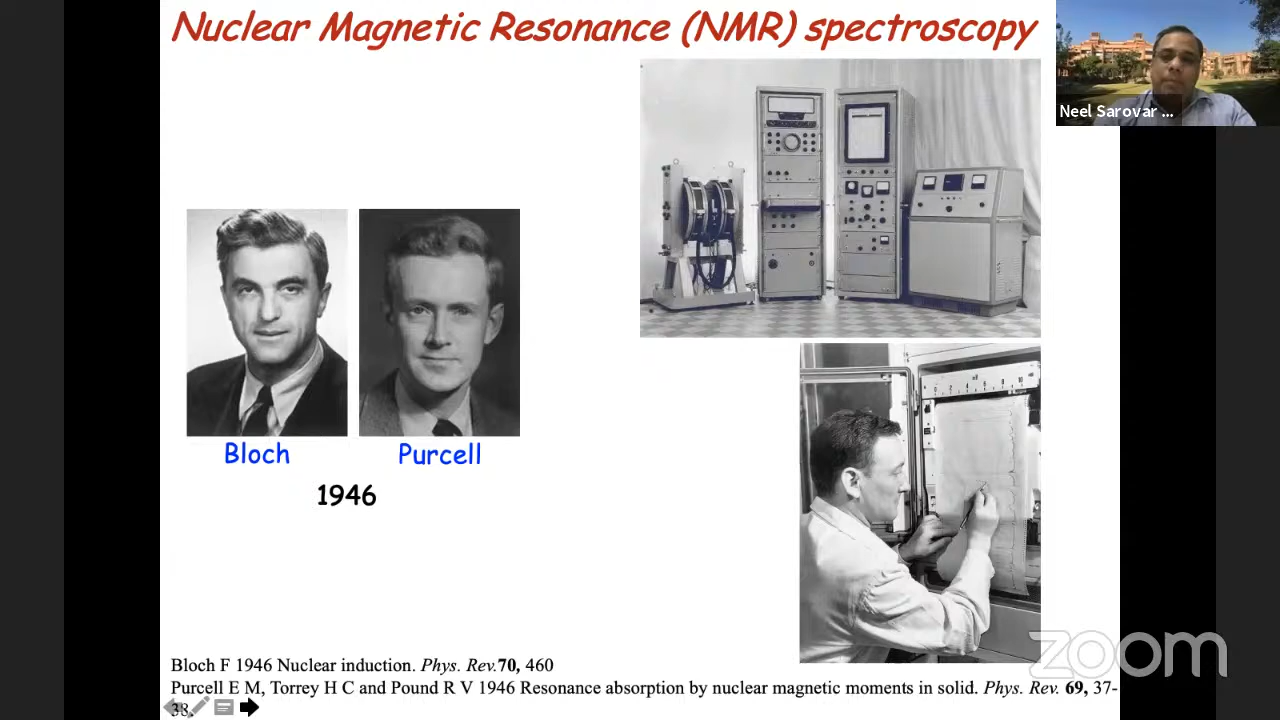 Nuclear Magnetic Resonance (NMR) spectroscopy
Neel Sarovar ...
Bloch
Purcell
1946
Bloch F 1946 Nuclear induction. Phys. Rev.70, 460
Purcell E M, Torrey H C and Pound R V 1946 Resonance absorption by nuclear magnetic moments in solid. Phys. Rev. 69, 37-
38.
zoom